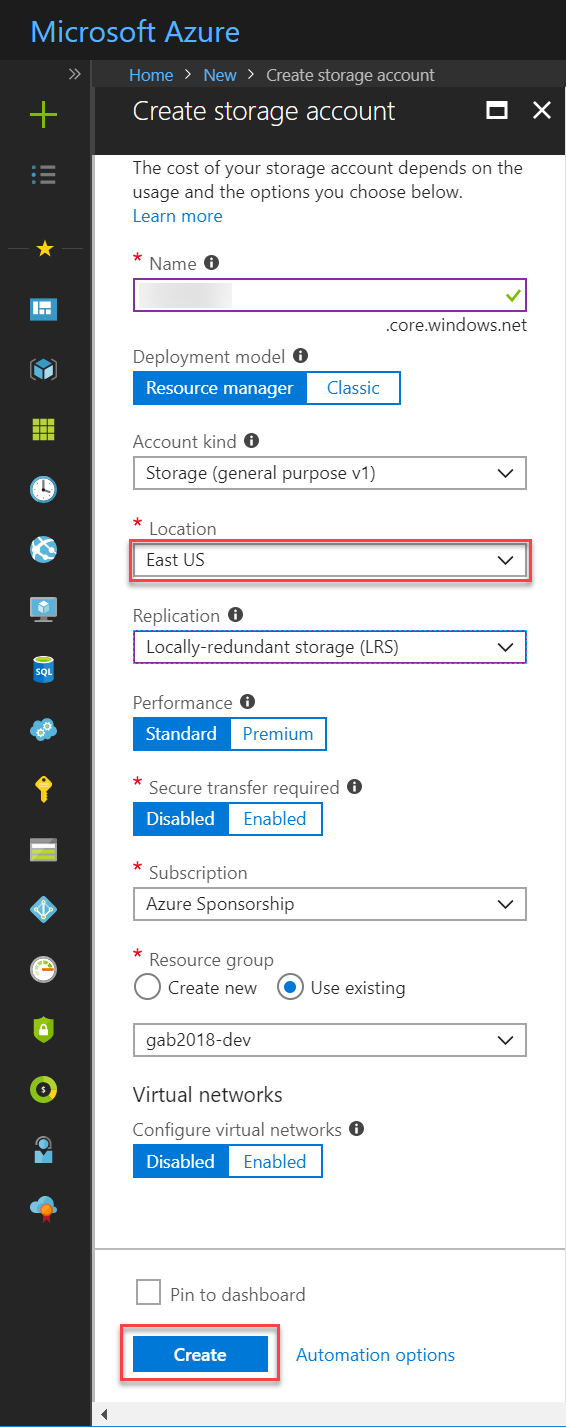 Microsoft Azure
Home > New > Create storage account
Create storage account
The cost of your storage account depends on the
usage and the options you choose below.
Learn more
* Name
.core.windows.net
Deployment model
Resource manager Classic
Account kind
Storage (general purpose v1)
* Location
East US
Replication
Locally-redundant storage (LRS)
Performance
Standard Premium
* Secure transfer required
Disabled Enabled
* Subscription
Azure Sponsorship
* Resource group
Create new Use existing
gab2018-dev
Virtual networks
Configure virtual networks
Disabled Enabled
Pin to dashboard
Create Automation options
SQL